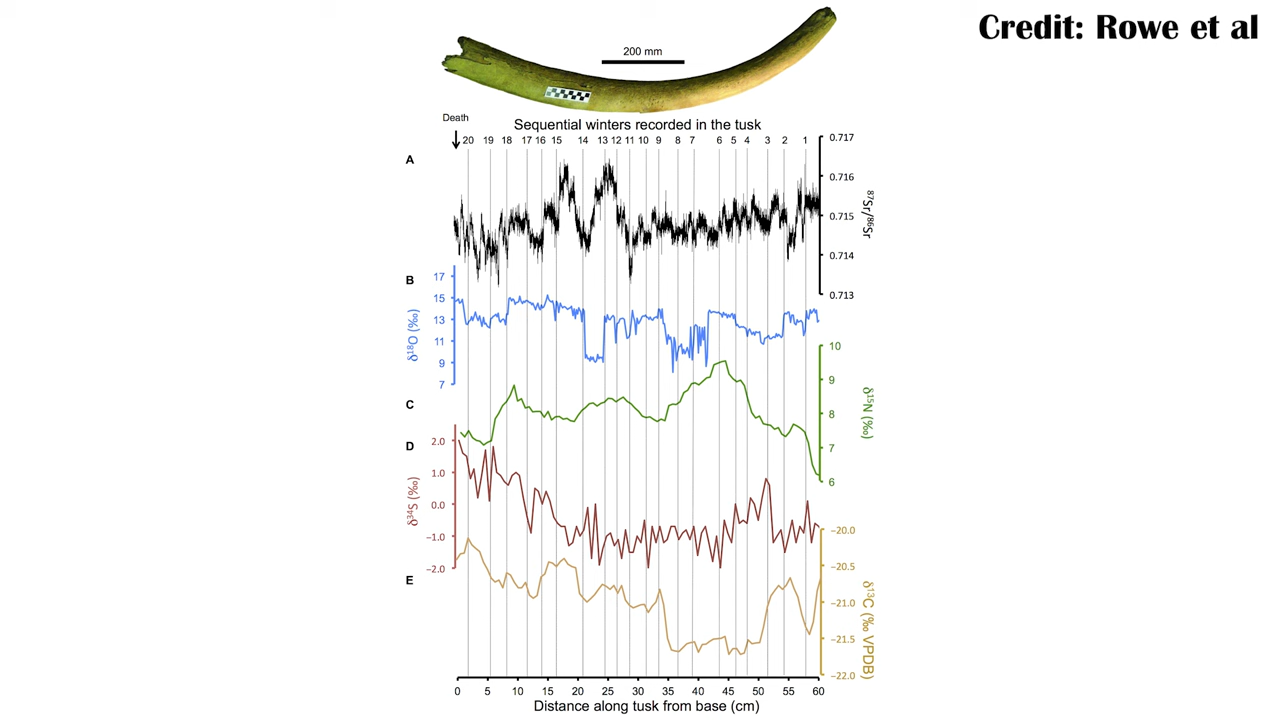 Credit: Rowe et al
200 mm
Death
Sequential winters recorded in the tusk
20 19 18 17 16 15 14 13 12 11 10 9 8 7 6 5 4 3 2 1
A
0.717
0.716
0.715
0.714
0.713
⁸⁷Sr/⁸⁶Sr
B
17
15
13
11
9
7
δ¹⁸O (‰)
C
10
9
8
7
6
δ¹⁵N (‰)
D
2.0
1.0
0.0
−1.0
−2.0
δ³⁴S (‰)
E
−20.0
−20.5
−21.0
−21.5
−22.0
δ¹³C (‰ VPDB)
0 5 10 15 20 25 30 35 40 45 50 55 60
Distance along tusk from base (cm)